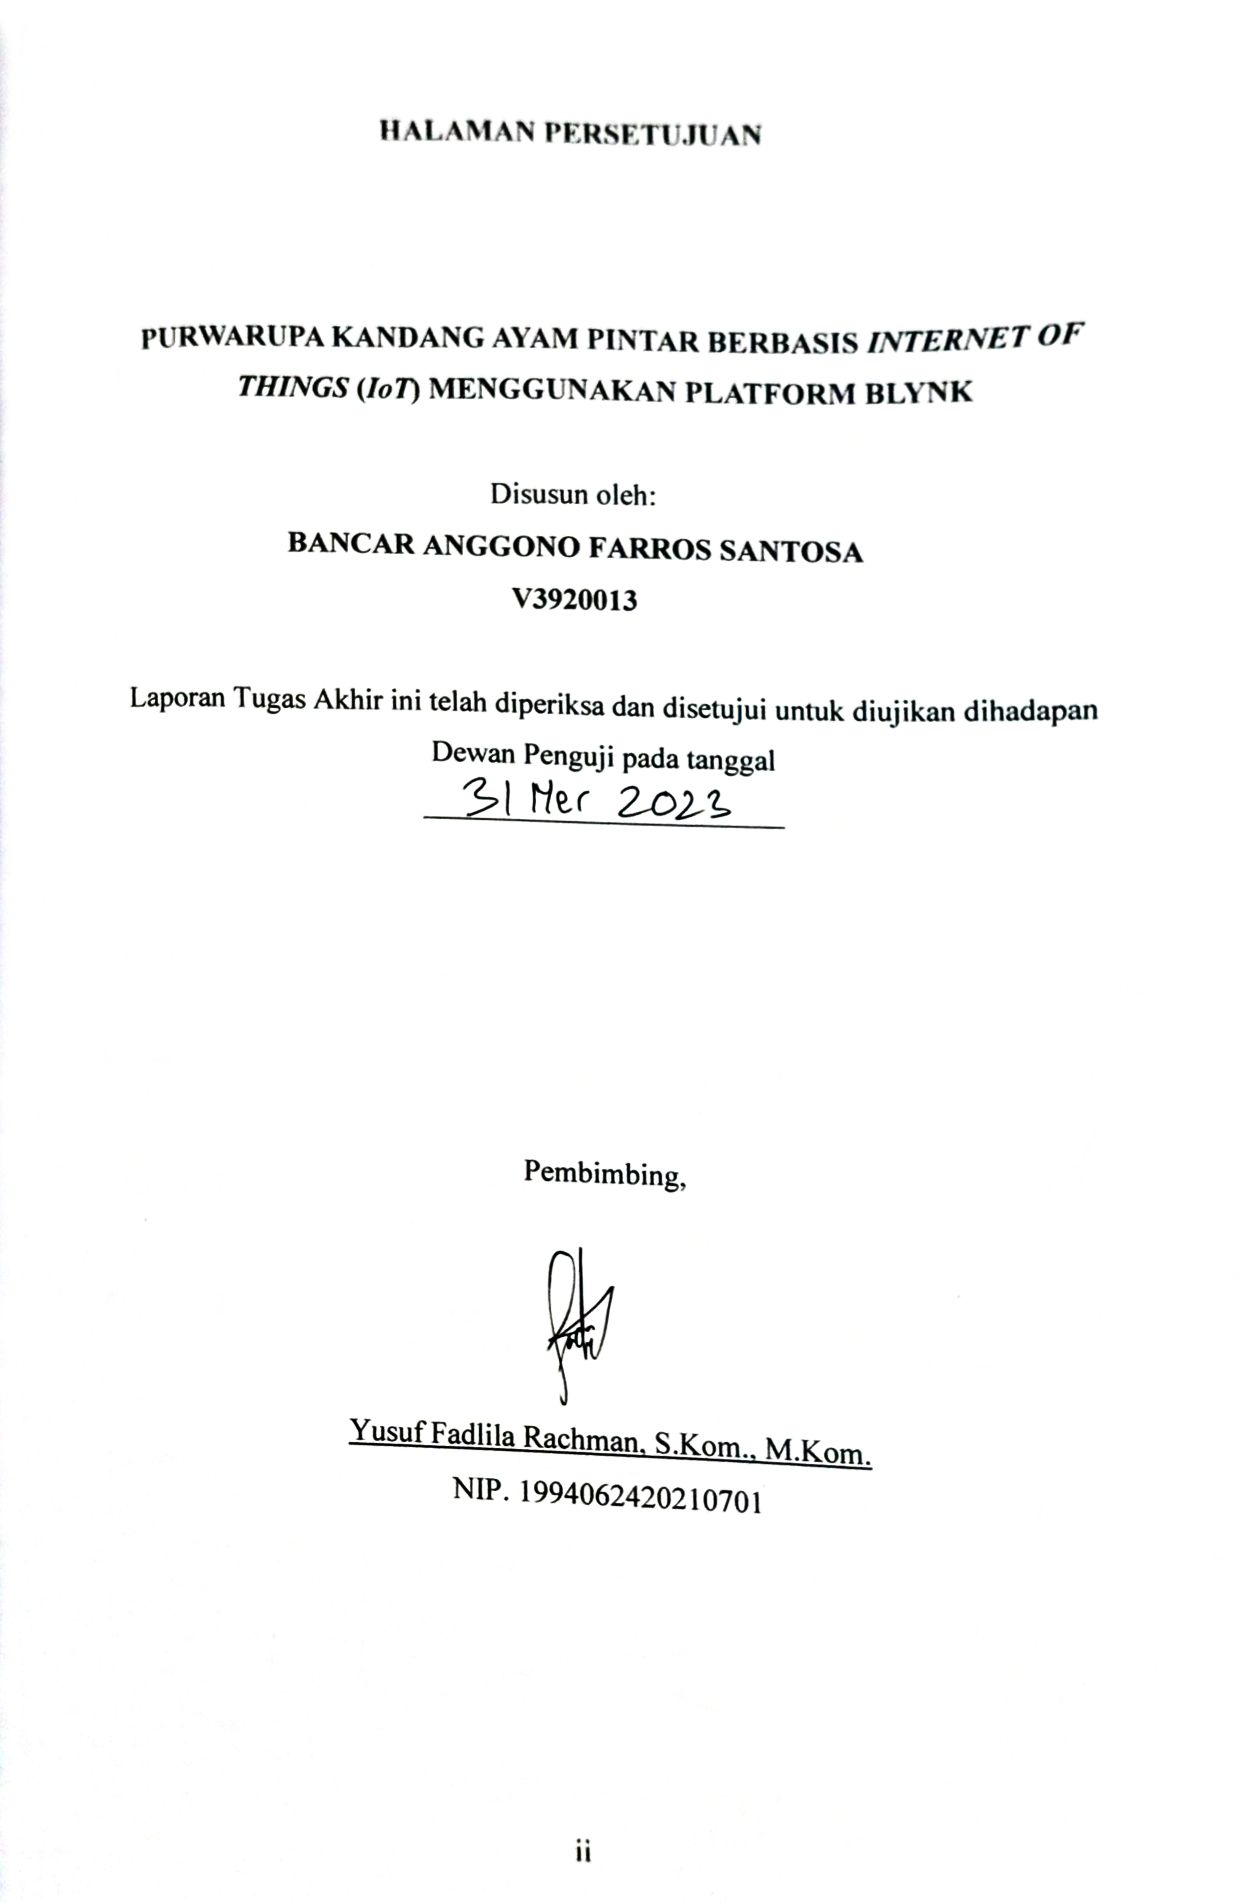 HALAMAN PERSETUJUAN
PURWARUPA KANDANG AYAM PINTAR BERBASIS INTERNET OF
THINGS (IoT) MENGGUNAKAN PLATFORM BLYNK
Disusun oleh:
BANCAR ANGGONO FARROS SANTOSA
V3920013
Laporan Tugas Akhir ini telah diperiksa dan disetujui untuk diujikan dihadapan
Dewan Penguji pada tanggal
31 Mei 2023
Pembimbing,
Yusuf Fadlila Rachman, S.Kom., M.Kom.
NIP. 1994062420210701
ii